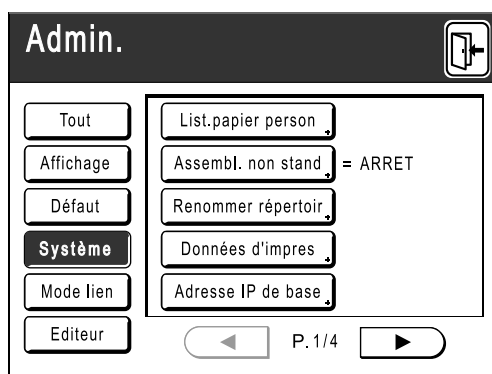 Admin.
Tout
Affichage
Défaut
Système
Mode lien
Editeur
List.papier person
Assembl. non stand = ARRET
Renommer répertoir
Données d'impres
Adresse IP de base
P.1/4